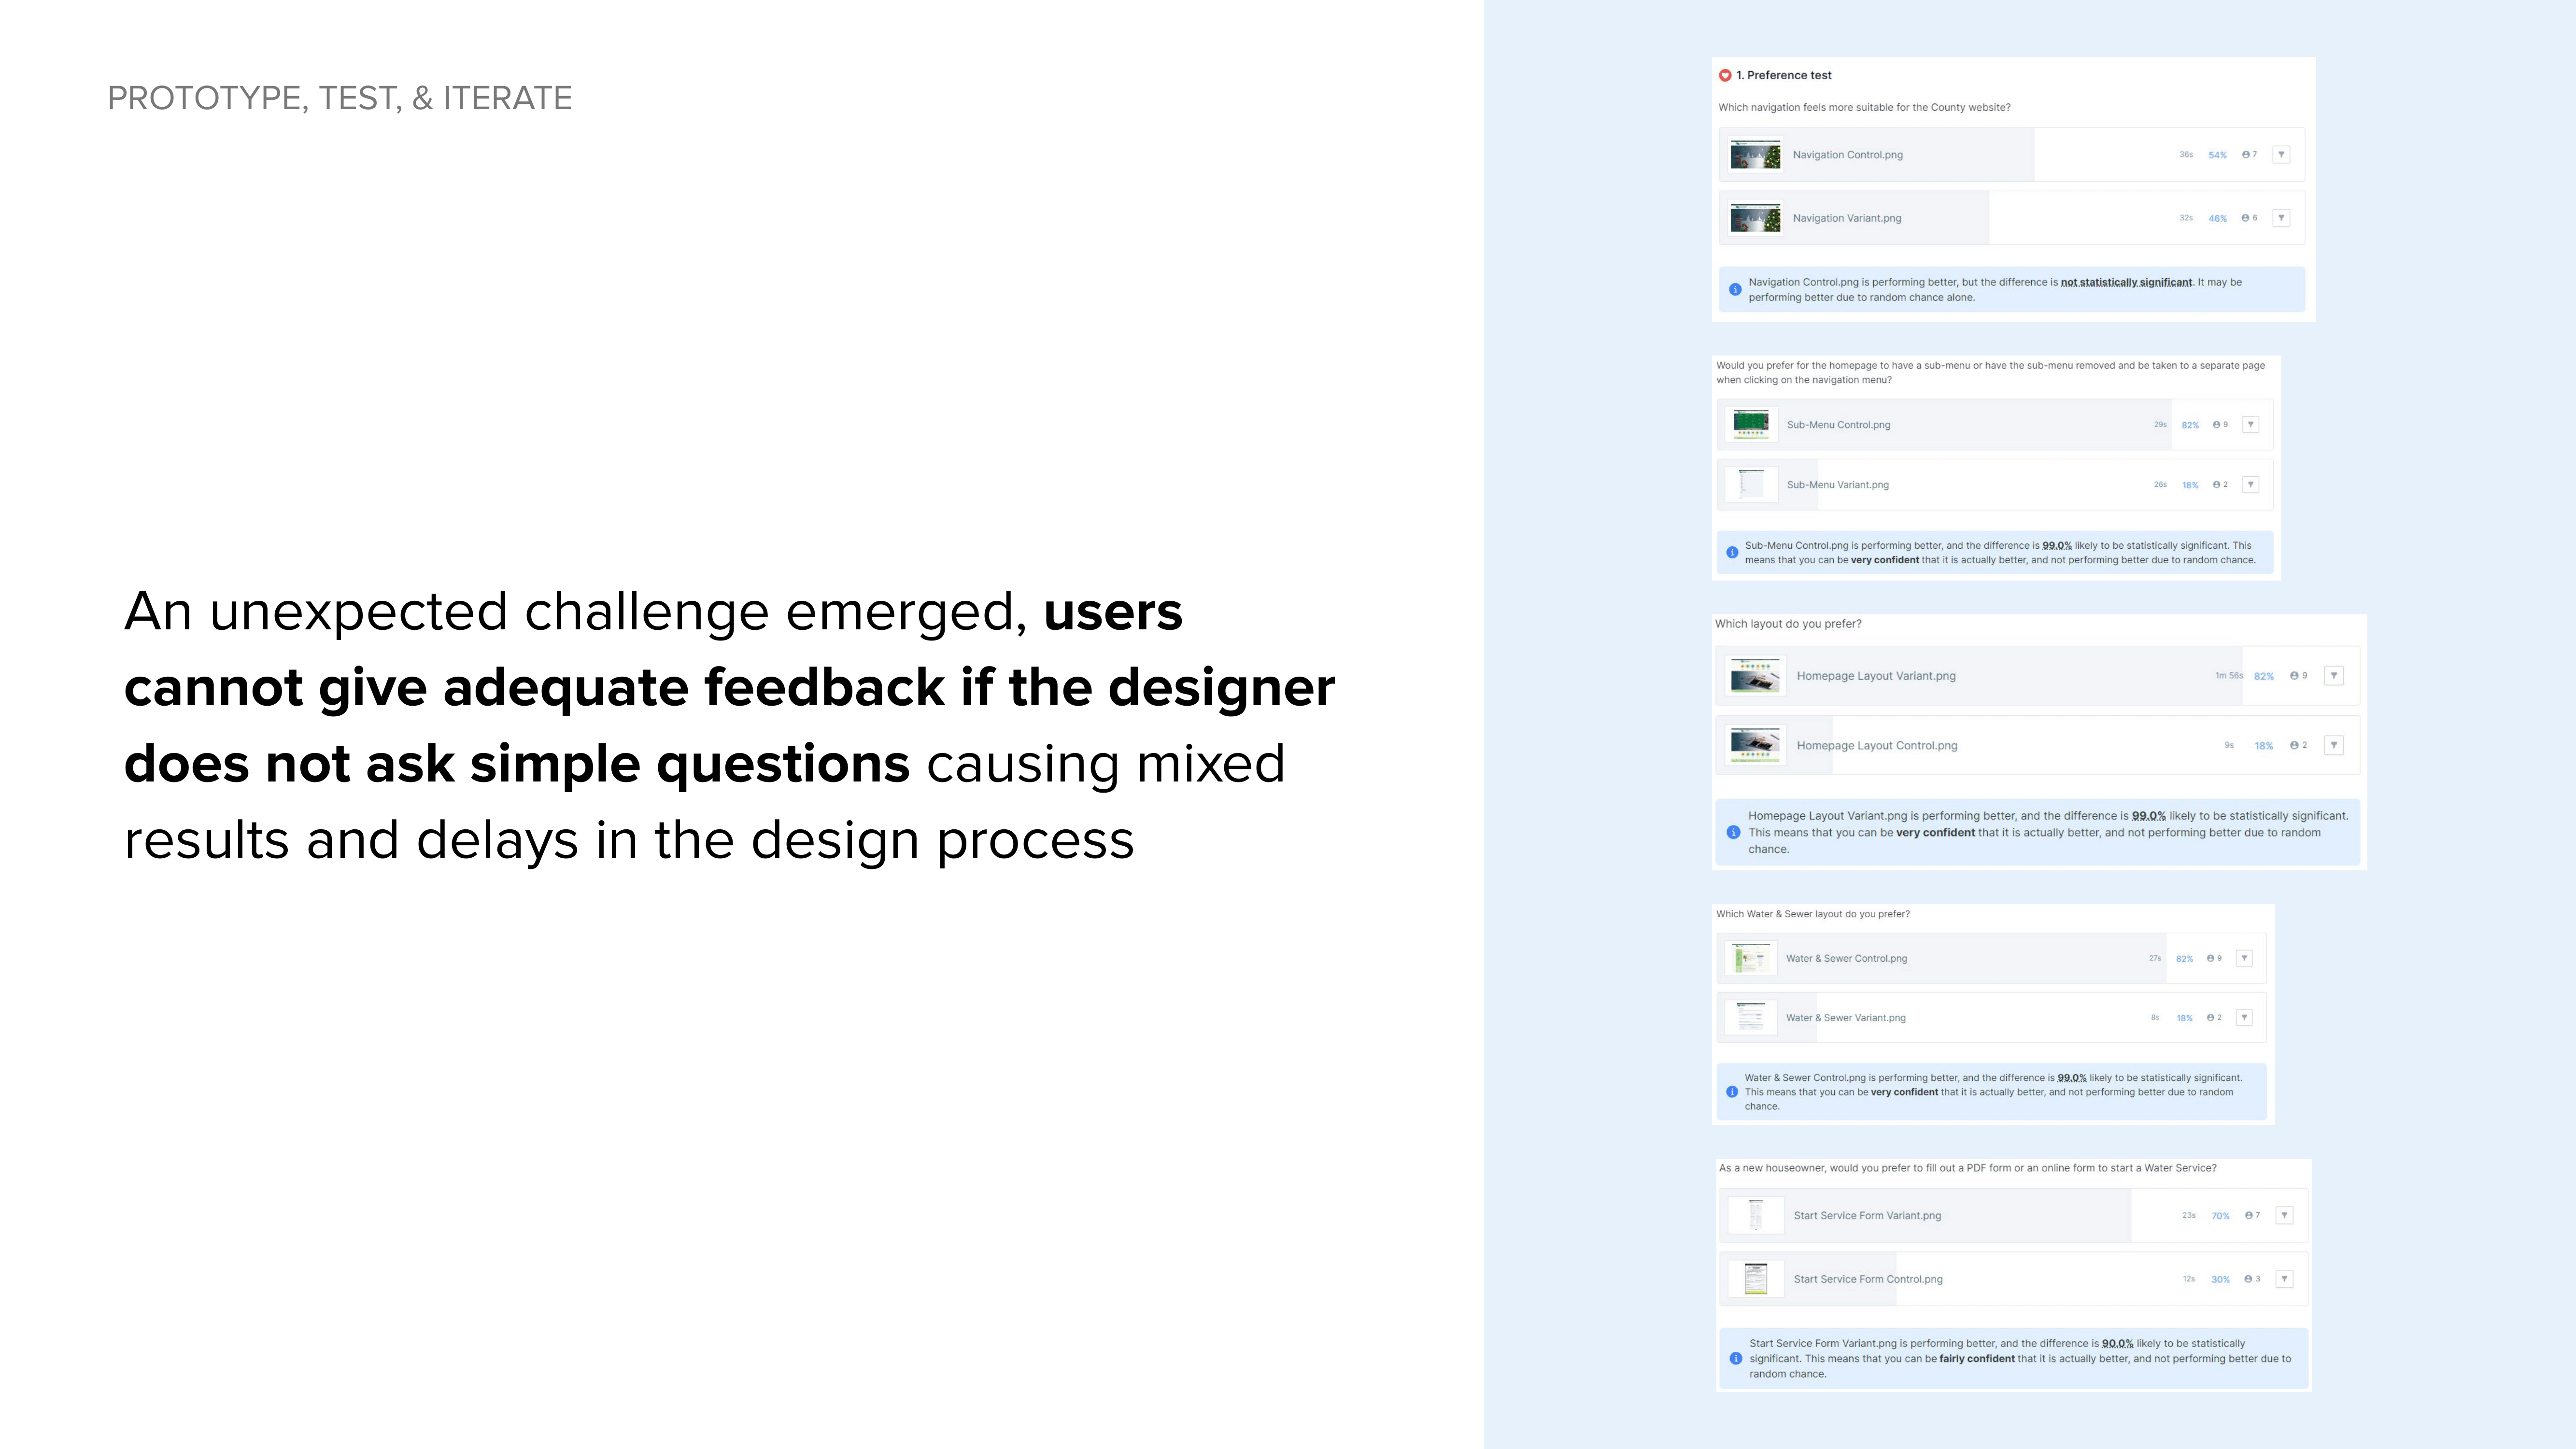 PROTOTYPE, TEST, & ITERATE
An unexpected challenge emerged, users
cannot give adequate feedback if the designer
does not ask simple questions causing mixed
results and delays in the design process
1. Preference test
Which navigation feels more suitable for the County website?
Navigation Control.png 36s 54% 7
Navigation Variant.png 32s 46% 6
Navigation Control.png is performing better, but the difference is not statistically significant. It may be
performing better due to random chance alone.
Would you prefer for the homepage to have a sub-menu or have the sub-menu removed and be taken to a separate page
when clicking on the navigation menu?
Sub-Menu Control.png 29s 82% 9
Sub-Menu Variant.png 26s 18% 2
Sub-Menu Control.png is performing better, and the difference is 99.0% likely to be statistically significant. This
means that you can be very confident that it is actually better, and not performing better due to random chance.
Which layout do you prefer?
Homepage Layout Variant.png 1m 56s 82% 9
Homepage Layout Control.png 9s 18% 2
Homepage Layout Variant.png is performing better, and the difference is 99.0% likely to be statistically significant.
This means that you can be very confident that it is actually better, and not performing better due to random
chance.
Which Water & Sewer layout do you prefer?
Water & Sewer Control.png 27s 82% 9
Water & Sewer Variant.png 8s 18% 2
Water & Sewer Control.png is performing better, and the difference is 99.0% likely to be statistically significant.
This means that you can be very confident that it is actually better, and not performing better due to random
chance.
As a new houseowner, would you prefer to fill out a PDF form or an online form to start a Water Service?
Start Service Form Variant.png 23s 70% 7
Start Service Form Control.png 12s 30% 3
Start Service Form Variant.png is performing better, and the difference is 90.0% likely to be statistically
significant. This means that you can be fairly confident that it is actually better, and not performing better due to
random chance.